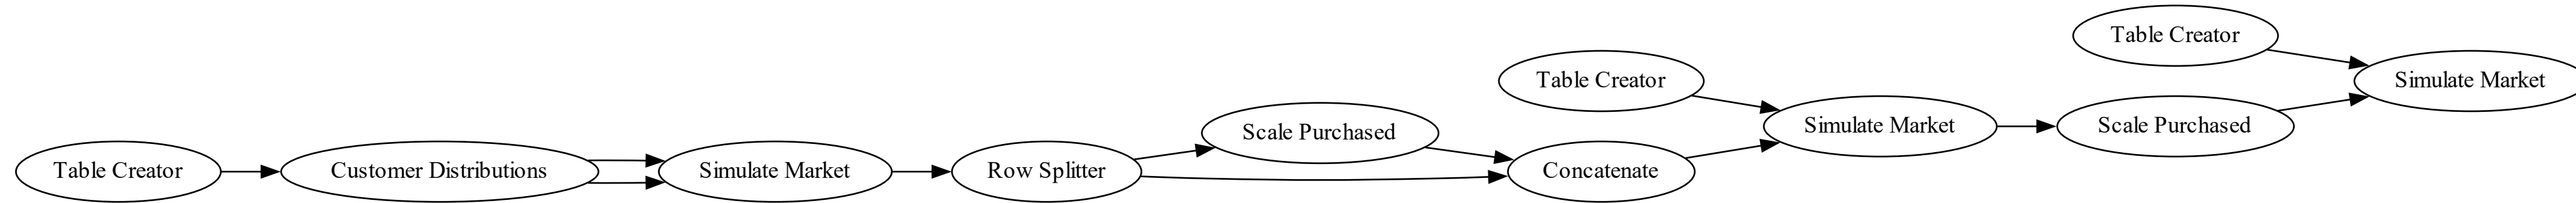 Table Creator
Customer Distributions
Simulate Market
Row Splitter
Scale Purchased
Concatenate
Table Creator
Simulate Market
Scale Purchased
Table Creator
Simulate Market